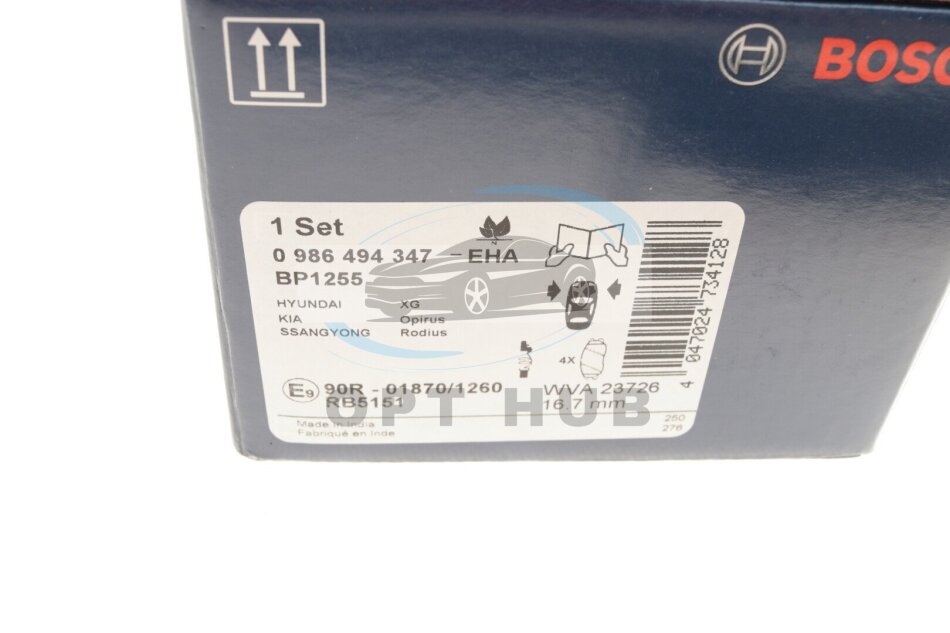 BOSC
1 Set
0 986 494 347 - EHA
BP1255
HYUNDAI XG
KIA Opirus
SSANGYONG Rodius
4X
E9 90R - 01870/1260 WVA 23726
RB5151 16.7 mm
Made in India 250
Fabriqué en Inde 276
4 047024 734128
OPT HUB